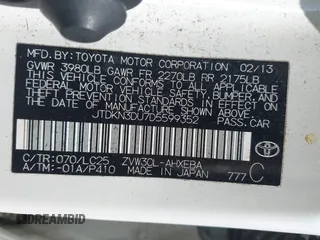 MFD. BY: TOYOTA MOTOR CORPORATION 02/13
GVWR 3980LB GAWR FR 2270LB RR 2175LB
THIS VEHICLE CONFORMS TO ALL APPLICABLE
FEDERAL MOTOR VEHICLE SAFETY, BUMPER, AND
THEFT PREVENTION STANDARDS IN EFFECT ON
THE DATE OF MANUFACTURE SHOWN ABOVE.
JTDKN3DU7D5599352
PASS. CAR
C/TR: 070/LC25 ZVW30L-AHXEBA
A/TM: -01A/P410 MADE IN JAPAN 777 C
TOYOTA
DREAMBID